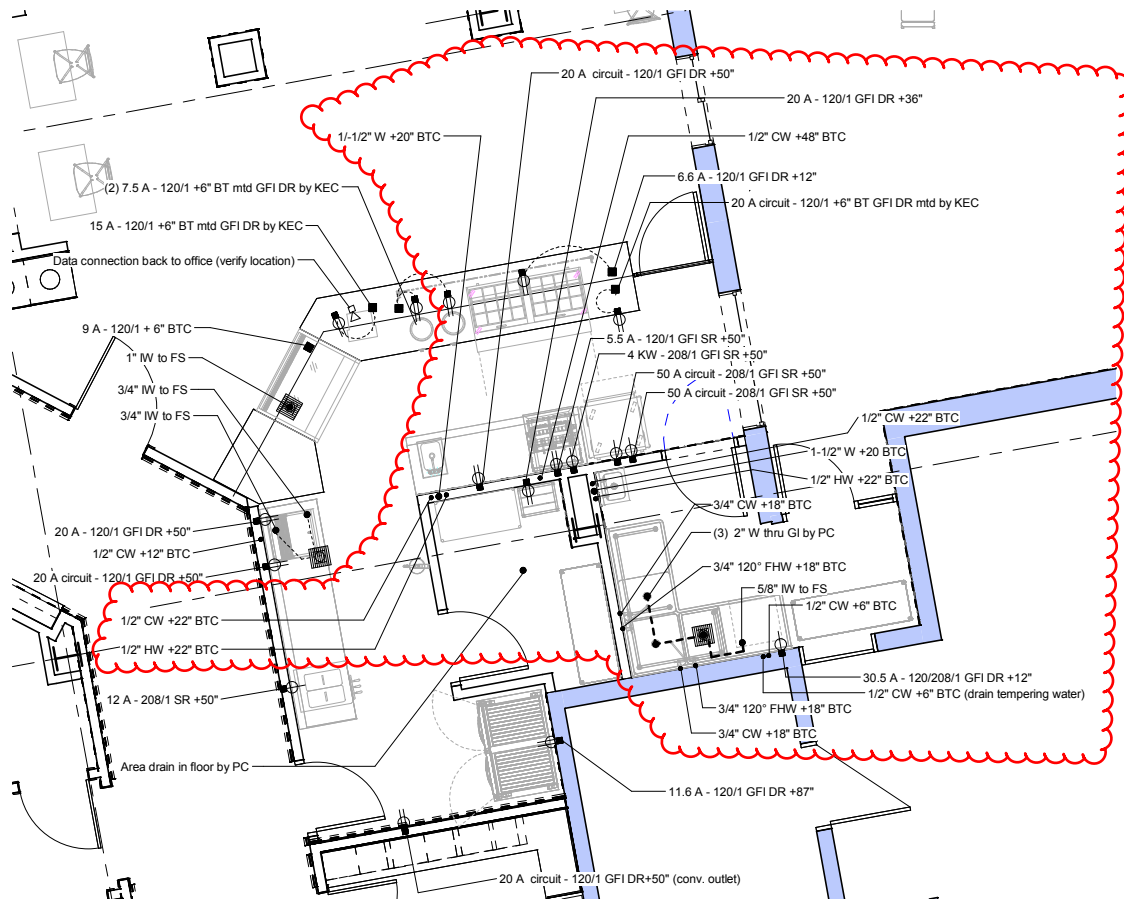 20 A  circuit - 120/1 GFI DR +50"
20 A - 120/1 GFI DR +36"
1/-1/2" W +20" BTC
1/2" CW +48" BTC
(2) 7.5 A - 120/1 +6" BT mtd GFI DR by KEC
6.6 A - 120/1 GFI DR +12"
20 A circuit - 120/1 +6" BT GFI DR mtd by KEC
15 A - 120/1 +6" BT mtd GFI DR by KEC
Data connection back to office (verify location)
9 A - 120/1 + 6" BTC
5.5 A - 120/1 GFI SR +50"
1" IW to FS
4 KW - 208/1 GFI SR +50"
50 A circuit - 208/1 GFI SR +50"
3/4" IW to FS
50 A circuit - 208/1 GFI SR +50"
3/4" IW to FS
1/2" CW +22" BTC
1-1/2" W +20 BTC
1/2" HW +22" BTC
3/4" CW +18" BTC
20 A - 120/1 GFI DR +50"
(3)  2" W thru GI by PC
1/2" CW +12" BTC
3/4" 120° FHW +18" BTC
20 A circuit - 120/1 GFI DR +50"
5/8" IW to FS
1/2" CW +6" BTC
1/2" CW +22" BTC
1/2" HW +22" BTC
30.5 A - 120/208/1 GFI DR +12"
12 A - 208/1 SR +50"
1/2" CW +6" BTC (drain tempering water)
3/4" 120° FHW +18" BTC
3/4" CW +18" BTC
Area drain in floor by PC
11.6 A - 120/1 GFI DR +87"
20 A  circuit - 120/1 GFI DR+50" (conv. outlet)